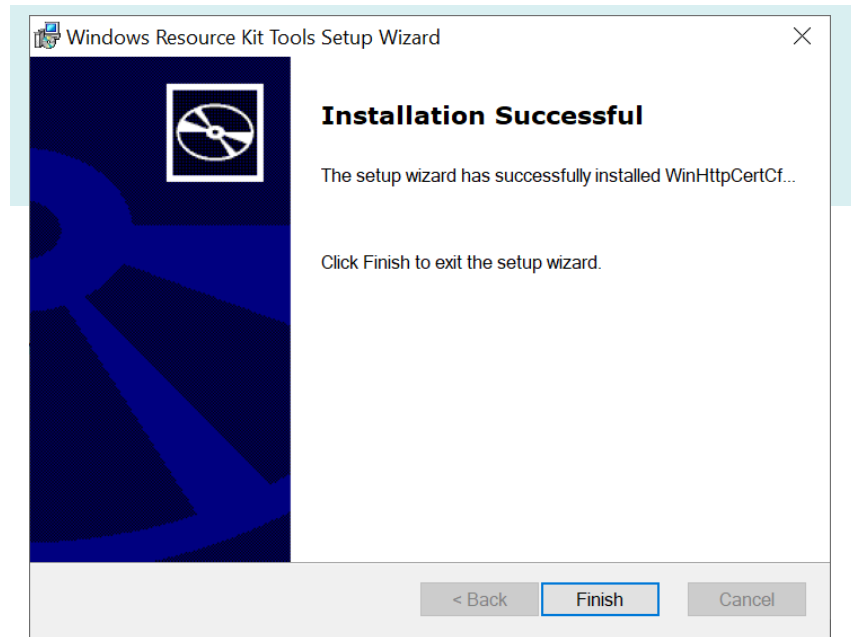 Windows Resource Kit Tools Setup Wizard
Installation Successful
The setup wizard has successfully installed WinHttpCertCf...
Click Finish to exit the setup wizard.
< Back
Finish
Cancel